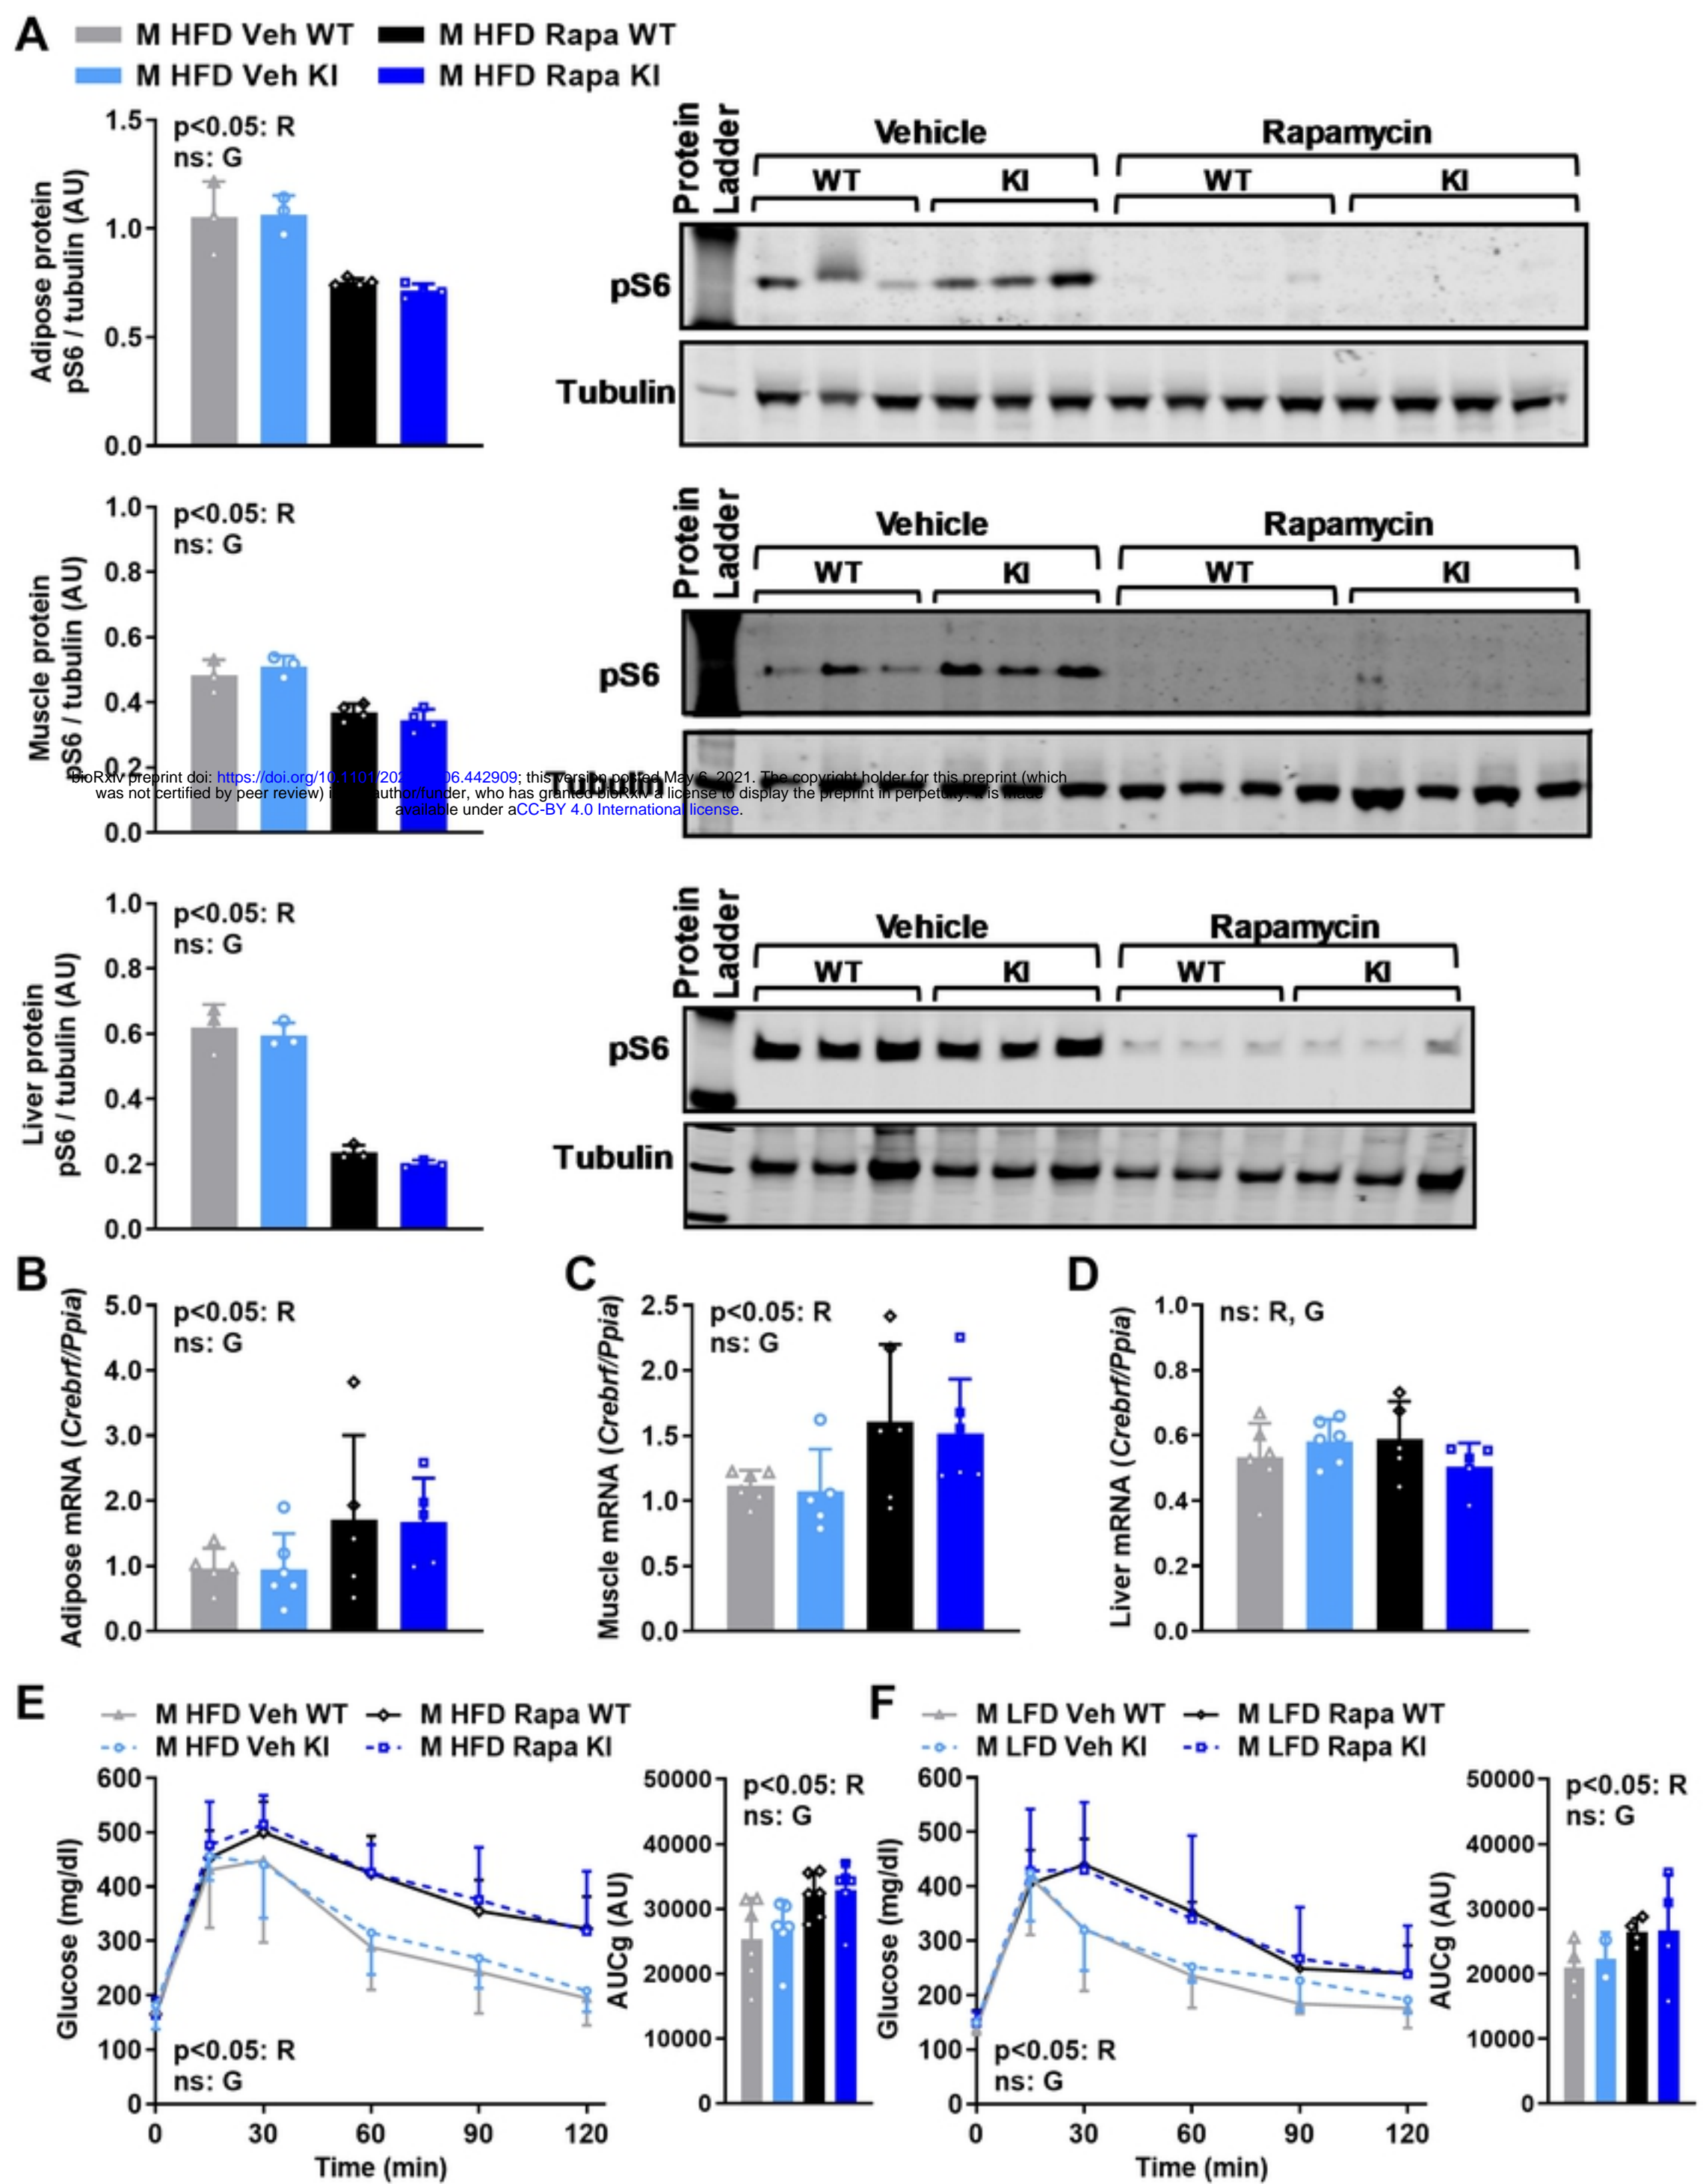 A
M HFD Veh WT
M HFD Rapa WT
M HFD Veh KI
M HFD Rapa KI
Adipose protein
pS6 / tubulin (AU)
1.5
1.0
0.5
0.0
p<0.05: R
ns: G
Protein
Ladder
Vehicle
Rapamycin
WT
KI
WT
KI
pS6
Tubulin
Muscle protein
pS6 / tubulin (AU)
1.0
0.8
0.6
0.4
0.2
0.0
p<0.05: R
ns: G
Protein
Ladder
Vehicle
Rapamycin
WT
KI
WT
KI
pS6
Tubulin
bioRxiv preprint doi: https://doi.org/10.1101/202 06.442909; this version posted May 6, 2021. The copyright holder for this preprint (which
was not certified by peer review) i author/funder, who has granted bioRxiv a license to display the preprint in perpetuity. It is made
available under aCC-BY 4.0 International license.
Liver protein
pS6 / tubulin (AU)
1.0
0.8
0.6
0.4
0.2
0.0
p<0.05: R
ns: G
Protein
Ladder
Vehicle
Rapamycin
WT
KI
WT
KI
pS6
Tubulin
B
Adipose mRNA (Crebrf/Ppia)
5.0
4.0
3.0
2.0
1.0
0.0
p<0.05: R
ns: G
C
Muscle mRNA (Crebrf/Ppia)
2.5
2.0
1.5
1.0
0.5
0.0
p<0.05: R
ns: G
D
Liver mRNA (Crebrf/Ppia)
1.0
0.8
0.6
0.4
0.2
0.0
ns: R, G
E
M HFD Veh WT
M HFD Rapa WT
M HFD Veh KI
M HFD Rapa KI
Glucose (mg/dl)
600
500
400
300
200
100
0
p<0.05: R
ns: G
0
30
60
90
120
Time (min)
AUCg (AU)
50000
40000
30000
20000
10000
0
p<0.05: R
ns: G
F
M LFD Veh WT
M LFD Rapa WT
M LFD Veh KI
M LFD Rapa KI
Glucose (mg/dl)
600
500
400
300
200
100
0
p<0.05: R
ns: G
0
30
60
90
120
Time (min)
AUCg (AU)
50000
40000
30000
20000
10000
0
p<0.05: R
ns: G